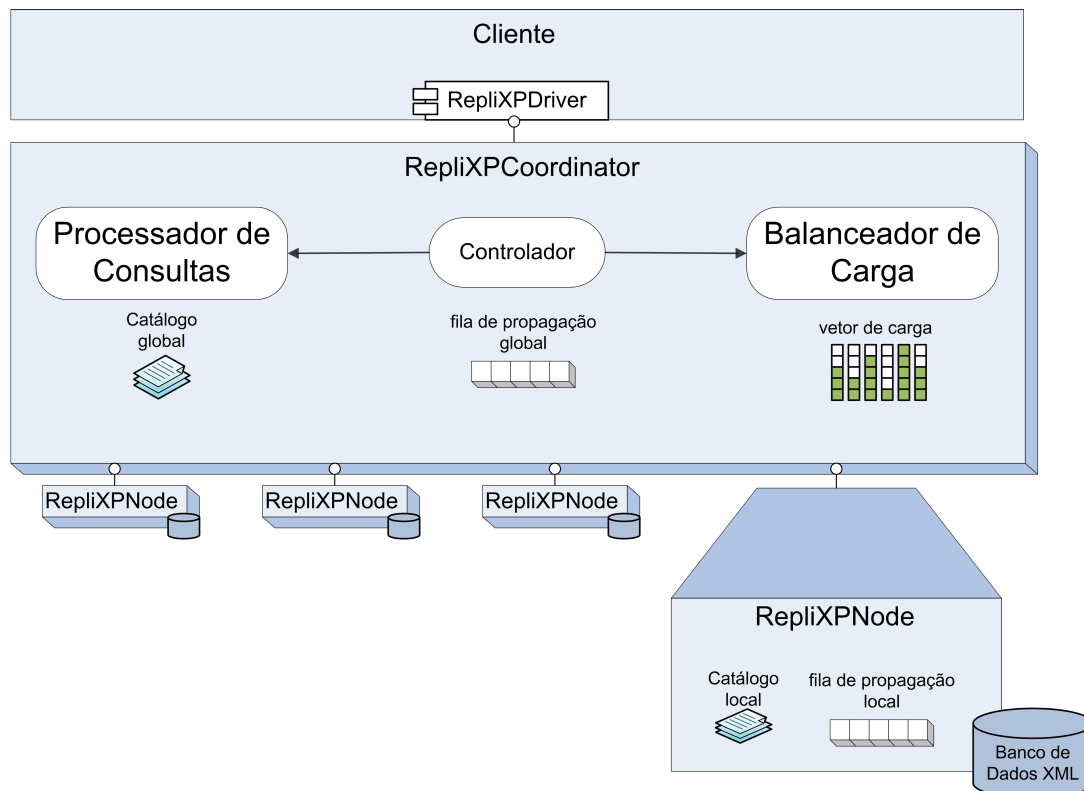 Cliente
RepliXPDriver
RepliXPCoordinator
Processador de
Consultas
Controlador
Balanceador de
Carga
Catálogo
global
fila de propagação
global
vetor de carga
RepliXPNode
RepliXPNode
RepliXPNode
RepliXPNode
Catálogo
local
fila de propagação
local
Banco de
Dados XML